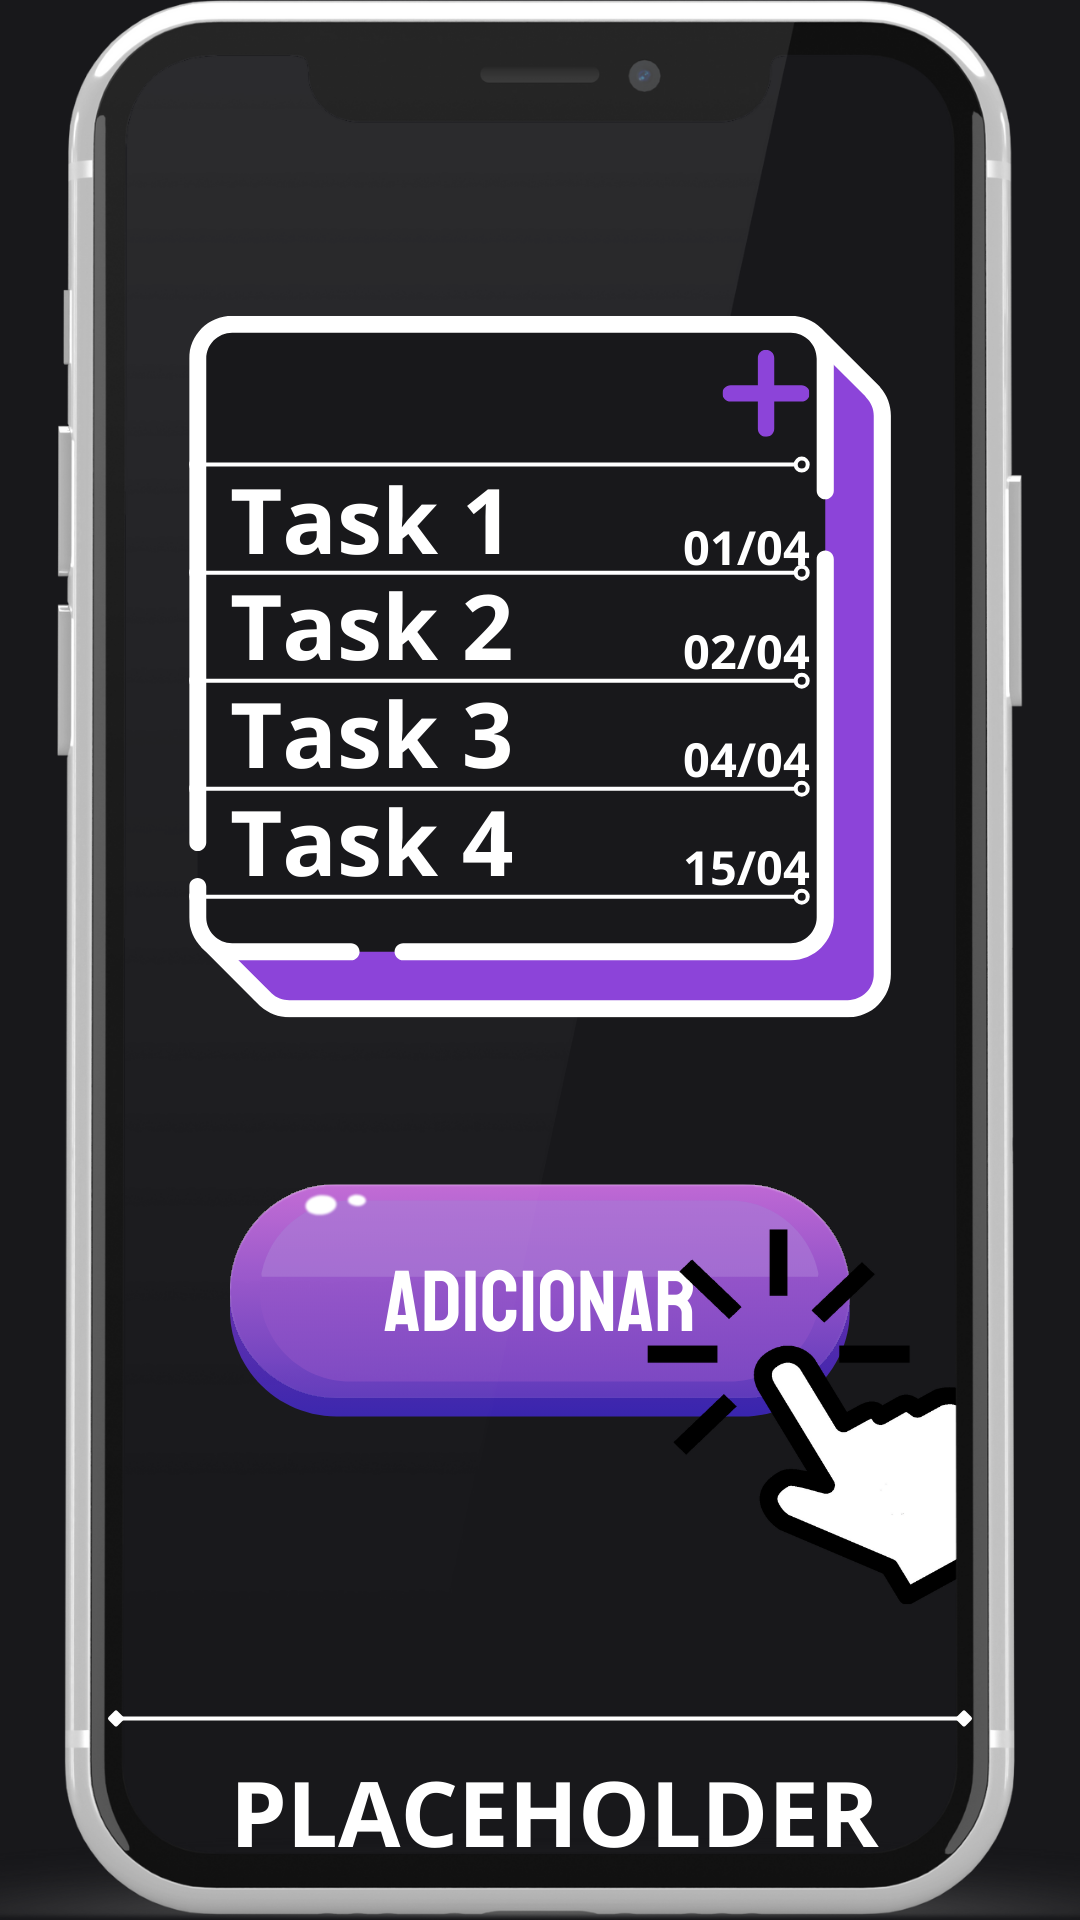 Task 1
01/04
Task 2
02/04
Task 3
04/04
Task 4
15/04
ADICIONAR
PLACEHOLDER